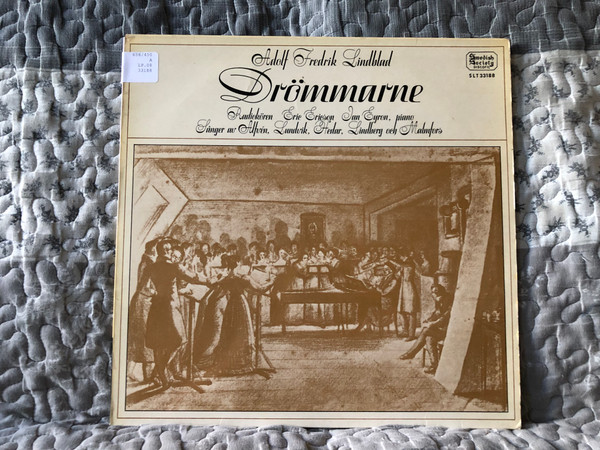 Adolf Fredrik Lindblad
Drömmarne
Radiokören Eric Ericson Jan Eyron, piano
Sånger av Alfvén, Lundvik, Hedar, Lindberg och Malmfors
Swedish
Society
DISCOFIL
SLT 33188